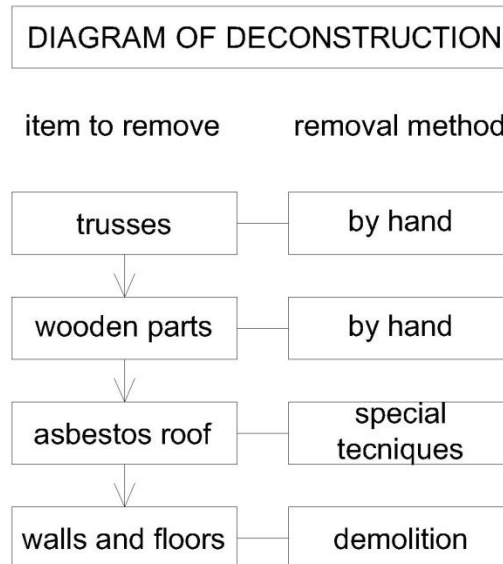 DIAGRAM OF DECONSTRUCTION
item to remove
removal method
trusses
by hand
wooden parts
by hand
asbestos roof
special
tecniques
walls and floors
demolition